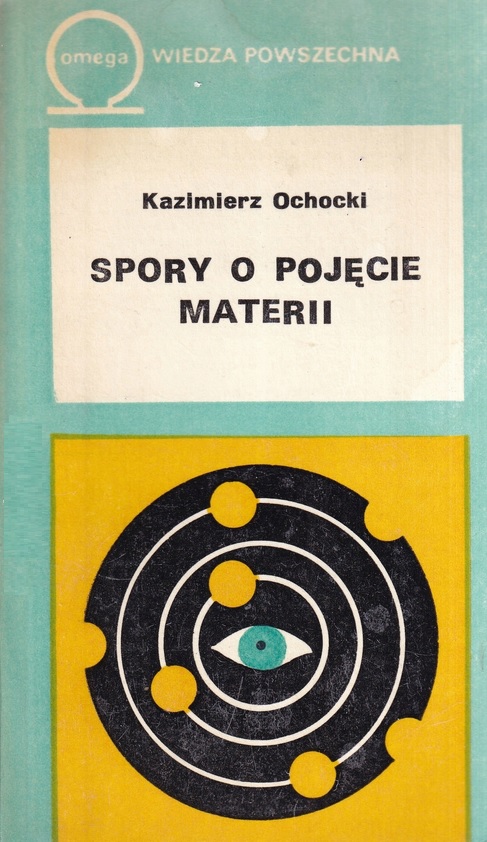 omega
WIEDZA POWSZECHNA
Kazimierz Ochocki
SPORY O POJĘCIE
MATERII